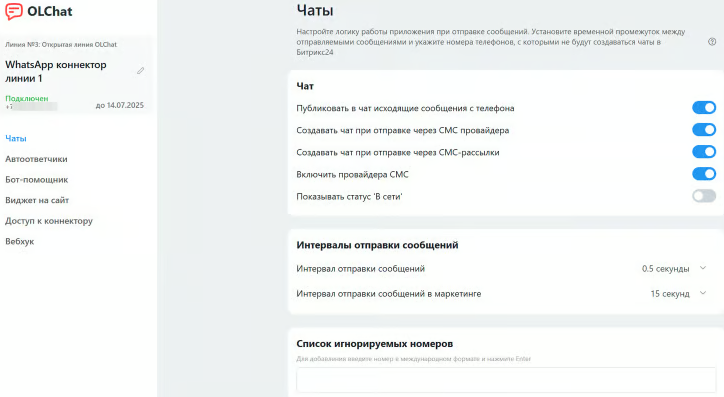 OLChat
Линия №3: Открытая линия OLChat
WhatsApp коннектор
линии 1
Подключен
до 14.07.2025
Чаты
Автоответчики
Бот-помощник
Виджет на сайт
Доступ к коннектору
Вебхук
Чаты
Настройте логику работы приложения при отправке сообщений. Установите временной промежуток между
отправляемыми сообщениями и укажите номера телефонов, с которыми не будут создаваться чаты в
Битрикс24
Чат
Публиковать в чат исходящие сообщения с телефона
Создавать чат при отправке через СМС провайдера
Создавать чат при отправке через СМС-рассылки
Включить провайдера СМС
Показывать статус 'В сети'
Интервалы отправки сообщений
Интервал отправки сообщений
0.5 секунды
Интервал отправки сообщений в маркетинге
15 секунд
Список игнорируемых номеров
Для добавления введите номер в международном формате и нажмите Enter